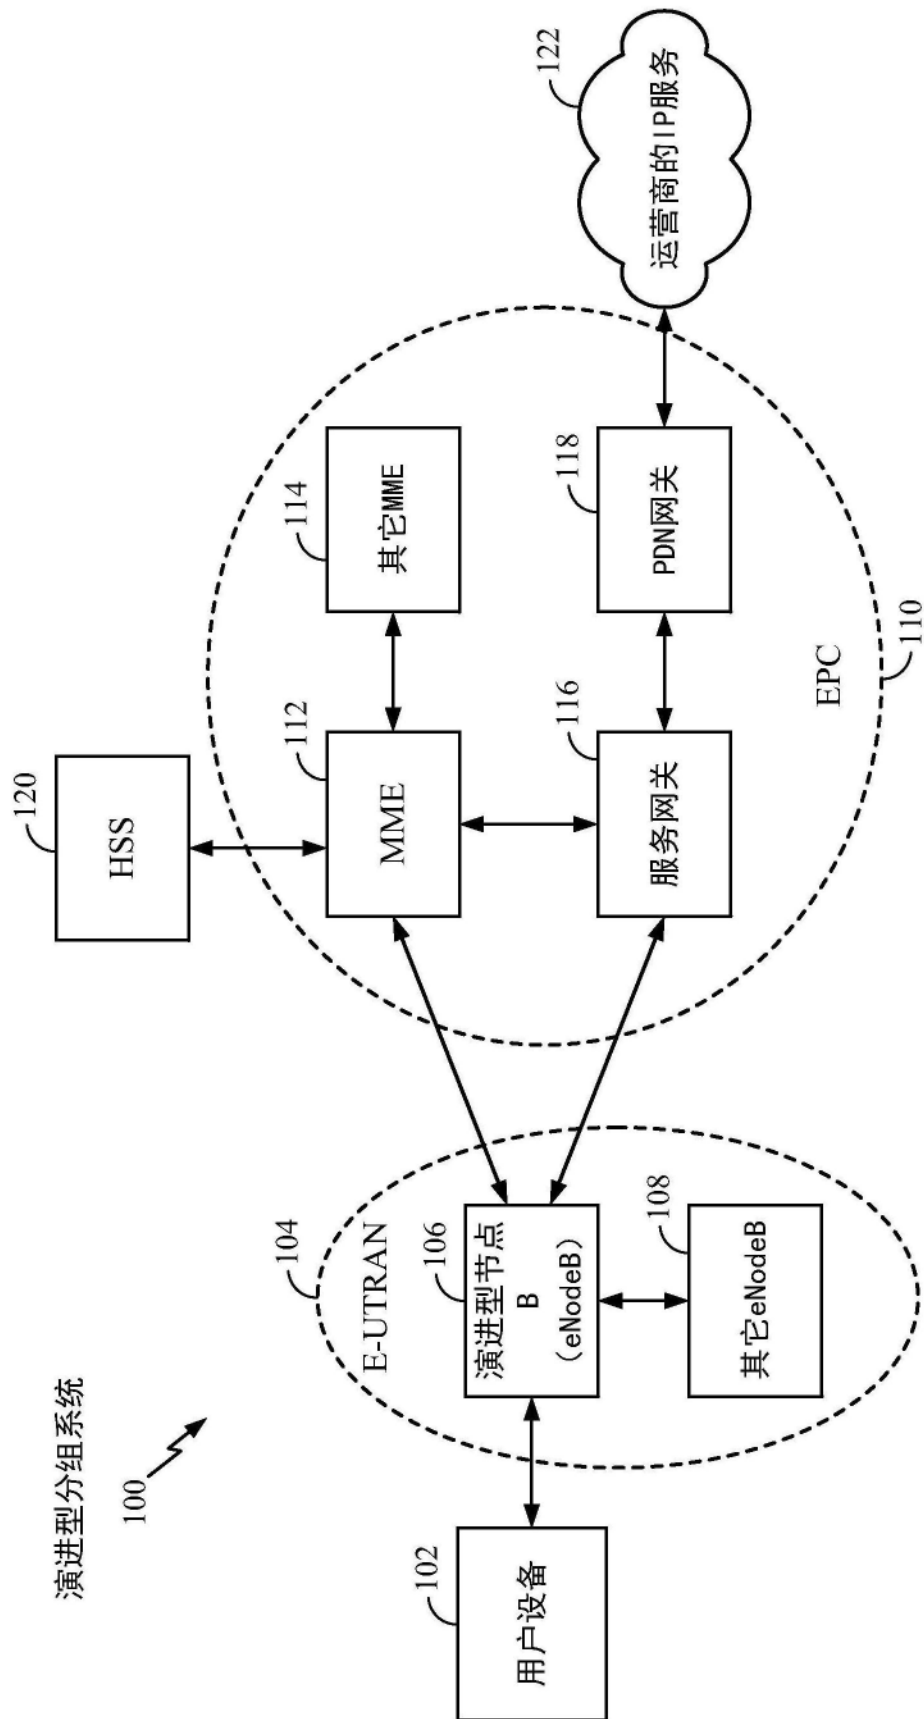 演进型分组系统
100
120
HSS
104
E-UTRAN
112
MME
114
其它MME
122
运营商的IP服务
102
用户设备
106
演进型节点
B
(eNodeB)
108
其它eNodeB
116
服务网关
118
PDN网关
EPC
110